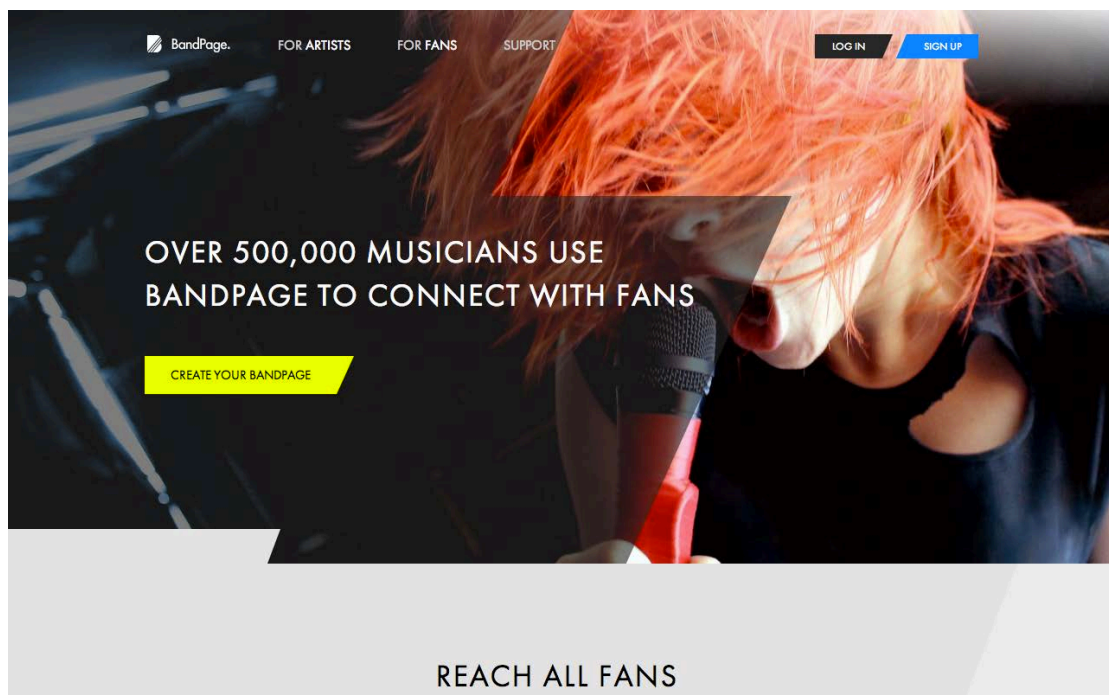 BandPage.
FOR ARTISTS
FOR FANS
SUPPORT
LOG IN
SIGN UP
OVER 500,000 MUSICIANS USE
BANDPAGE TO CONNECT WITH FANS
CREATE YOUR BANDPAGE
REACH ALL FANS